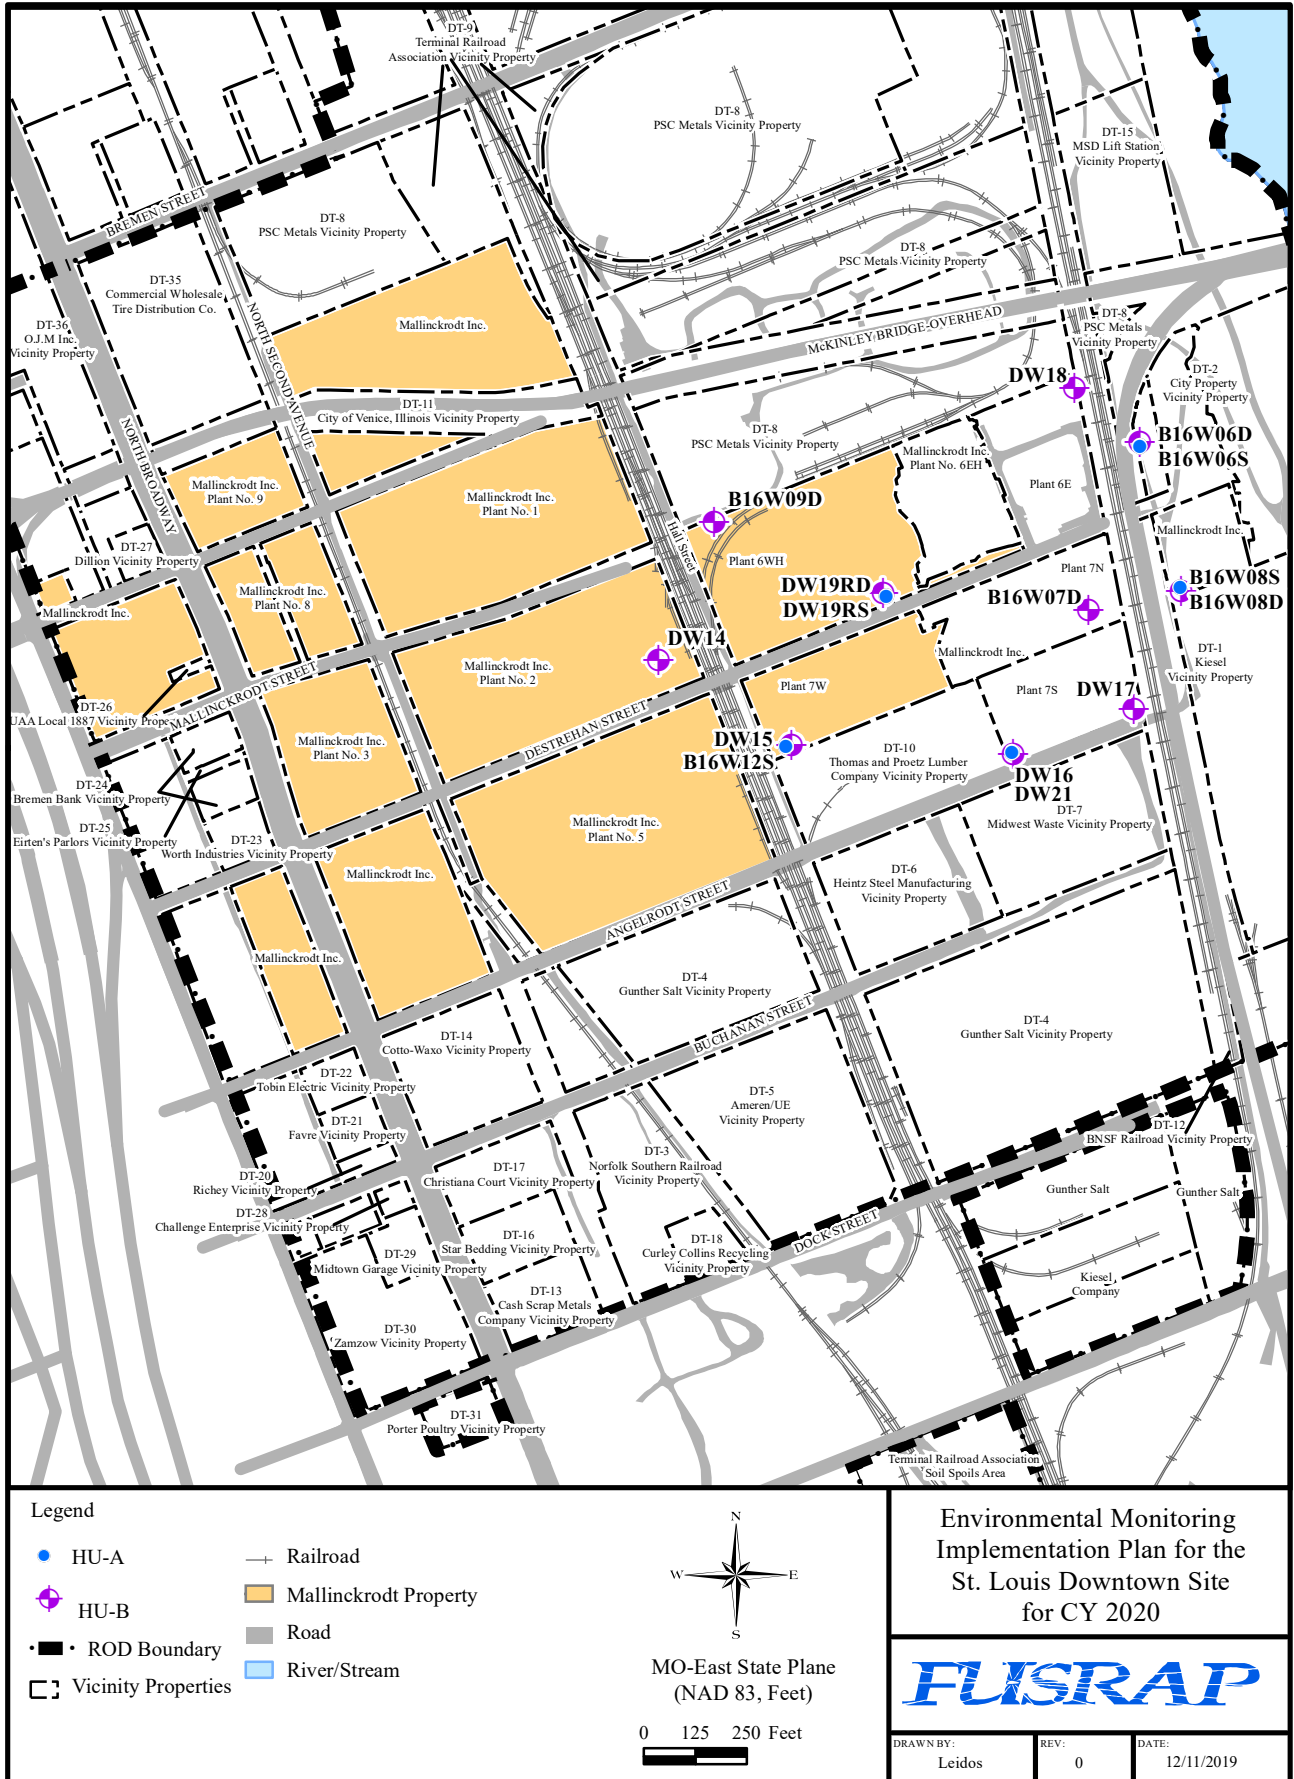 DT-9
Terminal Railroad
Association Vicinity Property
DT-8
PSC Metals Vicinity Property
DT-15
MSD Lift Station
Vicinity Property
BREMEN STREET
DT-8
PSC Metals Vicinity Property
DT-8
PSC Metals Vicinity Property
DT-35
Commercial Wholesale
Tire Distribution Co.
DT-36
O.J.M Inc.
Vicinity Property
NORTH SECOND AVENUE
Mallinckrodt Inc.
McKINLEY BRIDGE-OVERHEAD
DT-8
PSC Metals
Vicinity Property
DW18
DT-2
City Property
Vicinity Property
DT-11
City of Venice, Illinois Vicinity Property
NORTH BROADWAY
DT-8
PSC Metals Vicinity Property
B16W06D
B16W06S
Mallinckrodt Inc.
Plant No. 6EH
Plant 6E
Mallinckrodt Inc.
Plant No. 9
Mallinckrodt Inc.
Plant No. 1
B16W09D
Hall Street
Mallinckrodt Inc.
DT-27
Dillion Vicinity Property
Plant 6WH
Plant 7N
DW19RD
DW19RS
B16W07D
B16W08S
B16W08D
Mallinckrodt Inc.
Mallinckrodt Inc.
Plant No. 8
DW14
Mallinckrodt Inc.
Plant No. 2
Mallinckrodt Inc.
DT-1
Kiesel
Vicinity Property
Plant 7W
Plant 7S
DW17
MALLINCKRODT STREET
DT-26
UAA Local 1887 Vicinity Property
DESTREHAN STREET
Mallinckrodt Inc.
Plant No. 3
DW15
B16W12S
DT-10
Thomas and Proetz Lumber
Company Vicinity Property
DW16
DW21
DT-24
Bremen Bank Vicinity Property
DT-7
Midwest Waste Vicinity Property
DT-25
Eirten's Parlors Vicinity Property
DT-23
Worth Industries Vicinity Property
Mallinckrodt Inc.
Plant No. 5
Mallinckrodt Inc.
DT-6
Heintz Steel Manufacturing
Vicinity Property
ANGELRODT STREET
Mallinckrodt Inc.
DT-4
Gunther Salt Vicinity Property
BUCHANAN STREET
DT-4
Gunther Salt Vicinity Property
DT-14
Cotto-Waxo Vicinity Property
DT-22
Tobin Electric Vicinity Property
DT-5
Ameren/UE
Vicinity Property
DT-21
Favre Vicinity Property
DT-12
BNSF Railroad Vicinity Property
DT-3
Norfolk Southern Railroad
Vicinity Property
DT-17
Christiana Court Vicinity Property
DT-20
Richey Vicinity Property
Gunther Salt
Gunther Salt
DT-28
Challenge Enterprise Vicinity Property
DOCK STREET
DT-16
Star Bedding Vicinity Property
DT-18
Curley Collins Recycling
Vicinity Property
DT-29
Midtown Garage Vicinity Property
Kiesel
Company
DT-13
Cash Scrap Metals
Company Vicinity Property
DT-30
Zamzow Vicinity Property
DT-31
Porter Poultry Vicinity Property
Terminal Railroad Association
Soil Spoils Area
Legend
HU-A
HU-B
ROD Boundary
Vicinity Properties
Railroad
Mallinckrodt Property
Road
River/Stream
N
W
E
S
MO-East State Plane
(NAD 83, Feet)
0 125 250 Feet
Environmental Monitoring
Implementation Plan for the
St. Louis Downtown Site
for CY 2020
FUSRAP
DRAWN BY:
Leidos
REV:
0
DATE:
12/11/2019